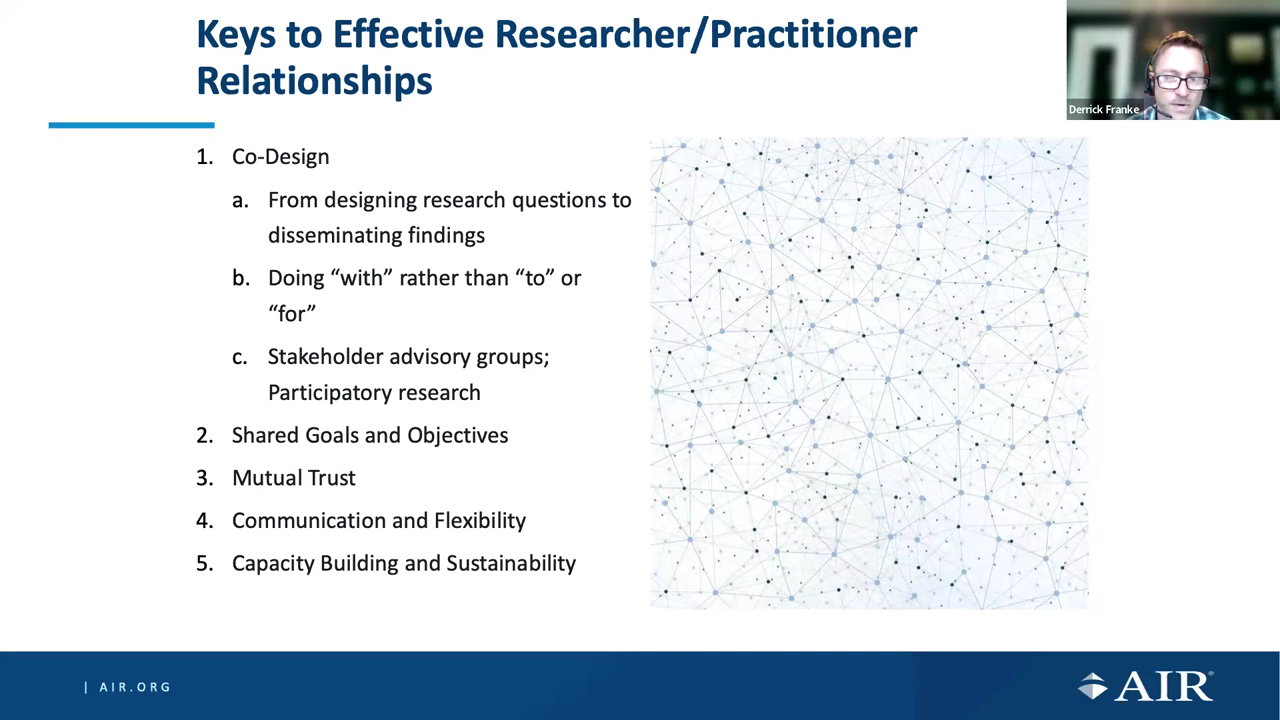 Keys to Effective Researcher/Practitioner
Relationships
Derrick Franke
1. Co-Design
a. From designing research questions to
disseminating findings
b. Doing “with” rather than “to” or
“for”
c. Stakeholder advisory groups;
Participatory research
2. Shared Goals and Objectives
3. Mutual Trust
4. Communication and Flexibility
5. Capacity Building and Sustainability
| AIR.ORG
AIR®